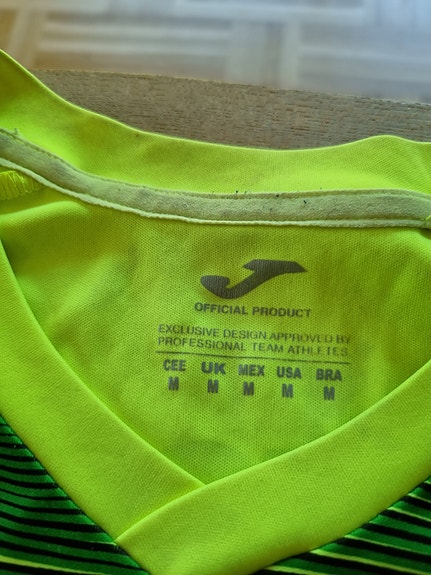 OFFICIAL PRODUCT
EXCLUSIVE DESIGN APPROVED BY
PROFESSIONAL TEAM ATHLETES
CEE UK MEX USA BRA
M M M M M